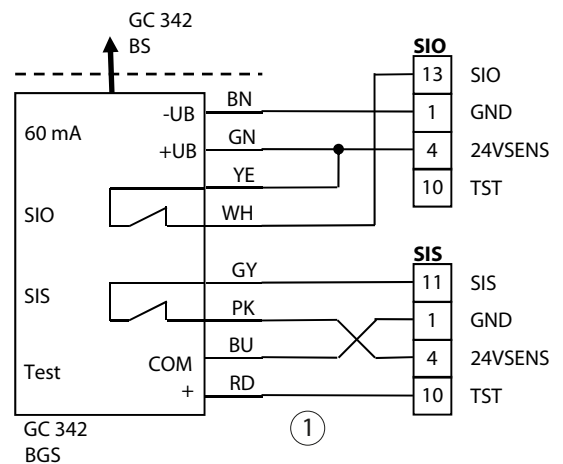 GC 342
BS
SIO
13 SIO
BN
-UB
1 GND
60 mA
GN
+UB
4 24VSENS
YE
10 TST
SIO
WH
SIS
GY
11 SIS
SIS
PK
1 GND
BU
COM
4 24VSENS
Test
RD
+
10 TST
1
GC 342
BGS